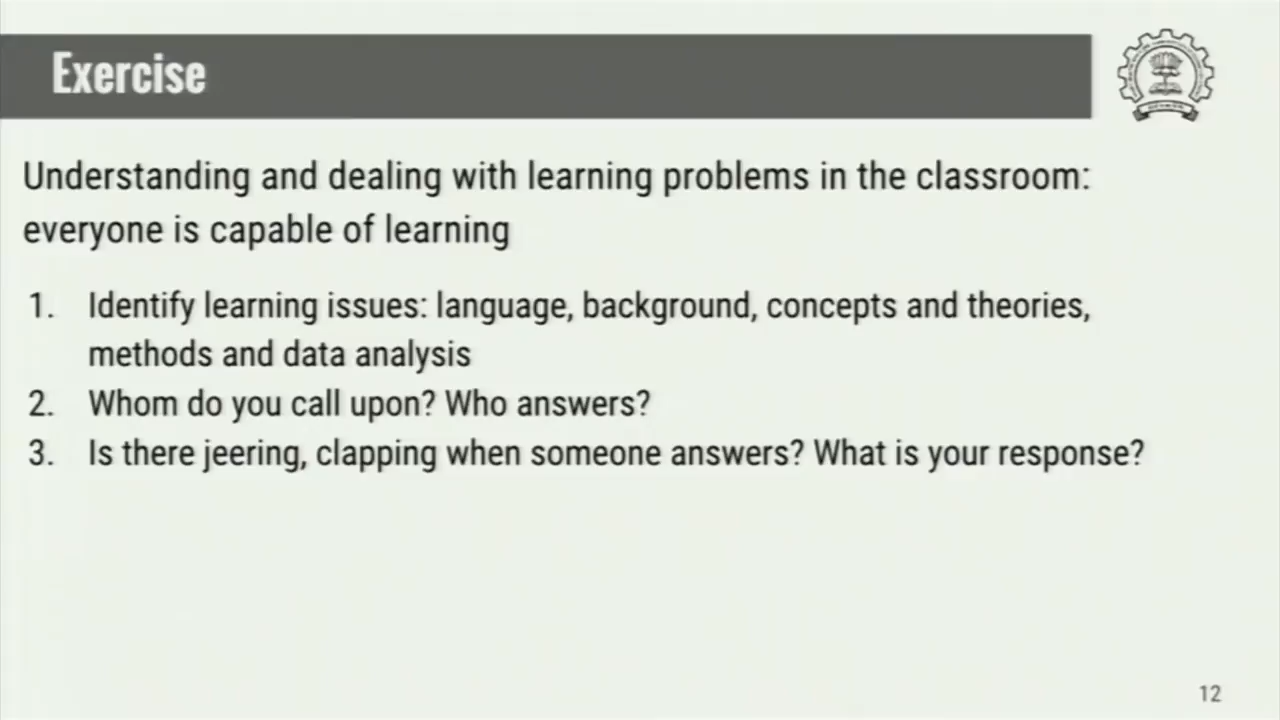 Exercise
Understanding and dealing with learning problems in the classroom:
everyone is capable of learning
1. Identify learning issues: language, background, concepts and theories,
methods and data analysis
2. Whom do you call upon? Who answers?
3. Is there jeering, clapping when someone answers? What is your response?
12